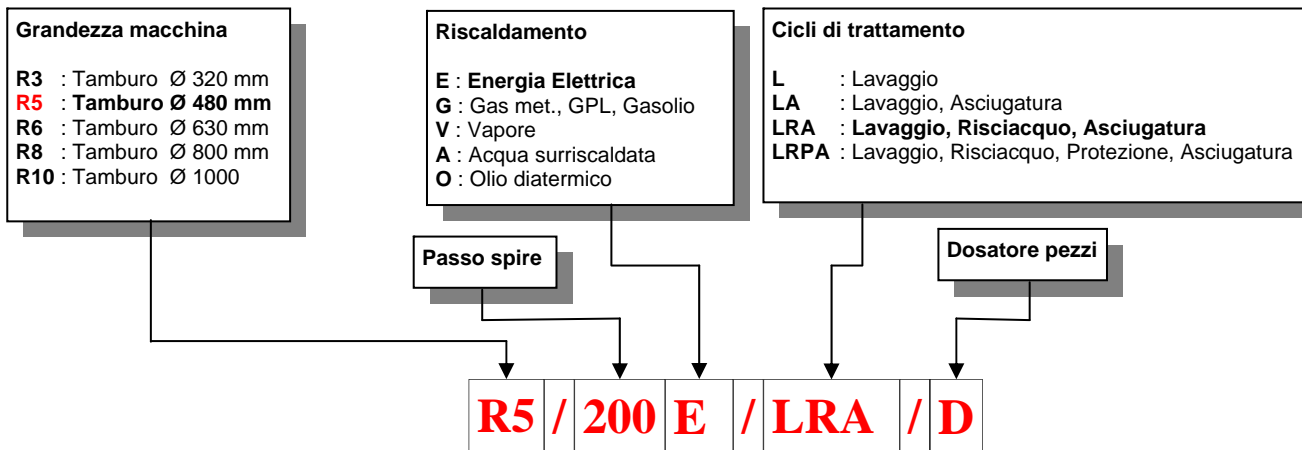 Grandezza macchina
R3 : Tamburo Ø 320 mm
R5 : Tamburo Ø 480 mm
R6 : Tamburo Ø 630 mm
R8 : Tamburo Ø 800 mm
R10 : Tamburo Ø 1000
Riscaldamento
E : Energia Elettrica
G : Gas met., GPL, Gasolio
V : Vapore
A : Acqua surriscaldata
O : Olio diatermico
Cicli di trattamento
L : Lavaggio
LA : Lavaggio, Asciugatura
LRA : Lavaggio, Risciacquo, Asciugatura
LRPA : Lavaggio, Risciacquo, Protezione, Asciugatura
Passo spire
Dosatore pezzi
R5 / 200 E / LRA / D